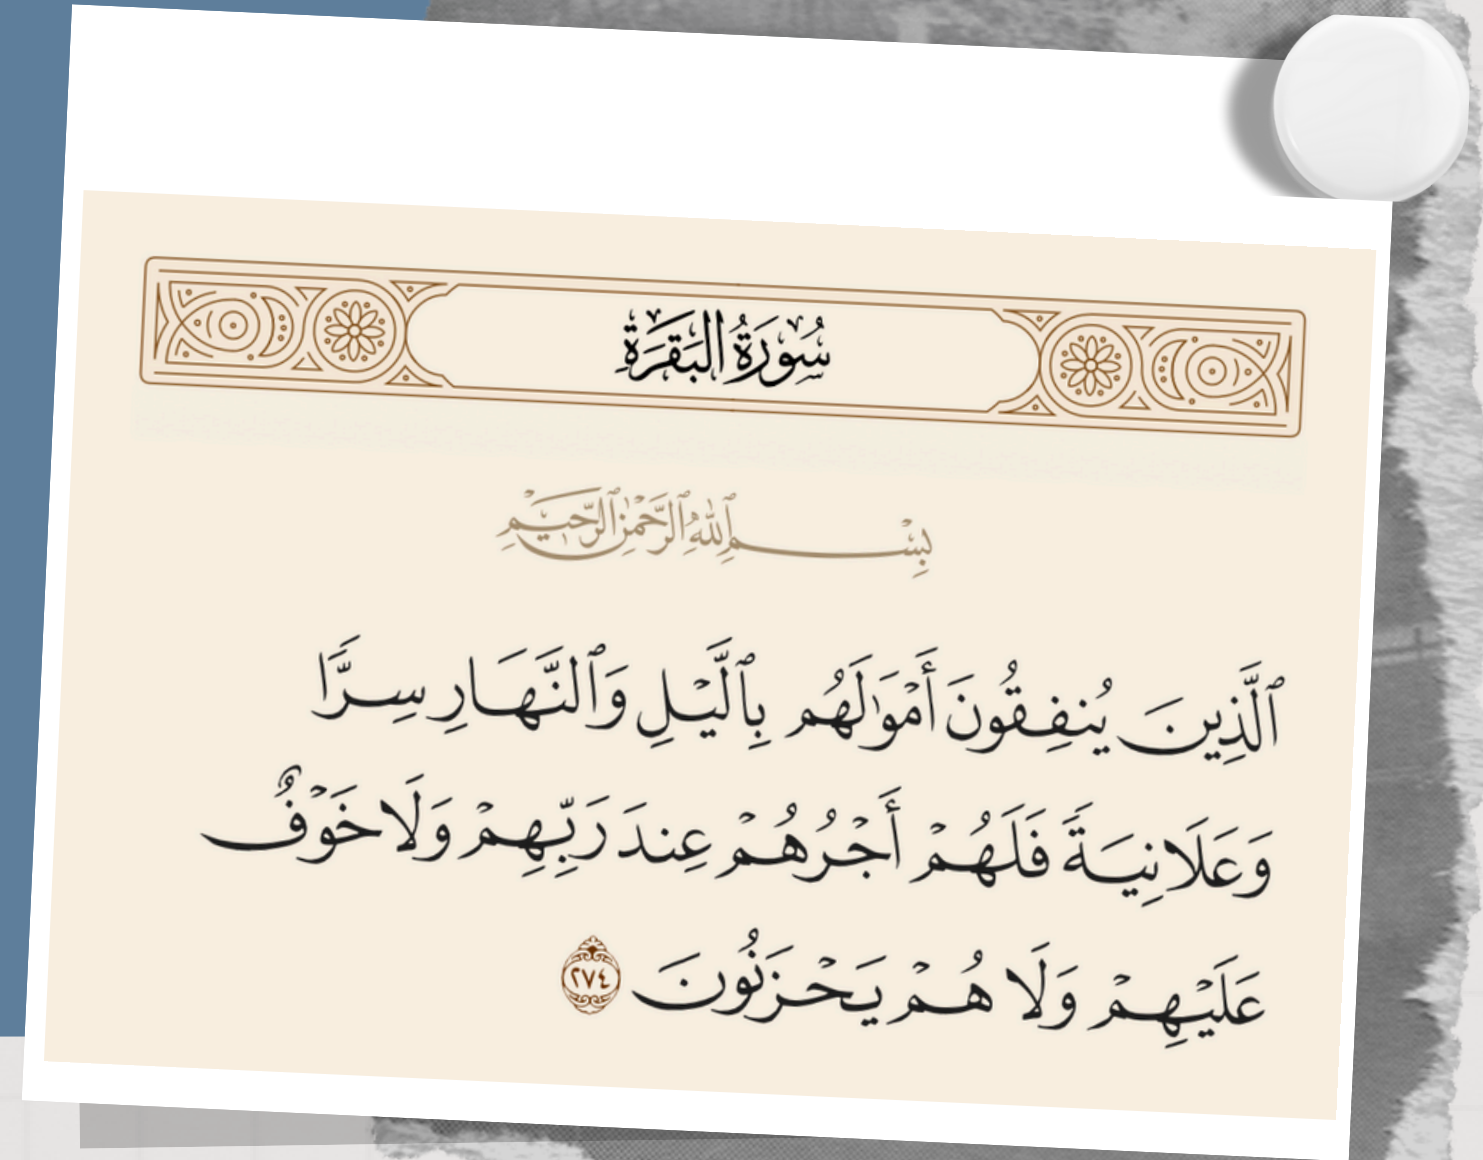 سُورَةُ البَقَرَةِ
بِسْمِ ٱللَّهِ ٱلرَّحْمَٰنِ ٱلرَّحِيمِ
ٱلَّذِينَ يُنفِقُونَ أَمْوَٰلَهُم بِٱلَّيْلِ وَٱلنَّهَارِ سِرًّا
وَعَلَانِيَةً فَلَهُمْ أَجْرُهُمْ عِندَ رَبِّهِمْ وَلَا خَوْفٌ
عَلَيْهِمْ وَلَا هُمْ يَحْزَنُونَ ٢٧٤